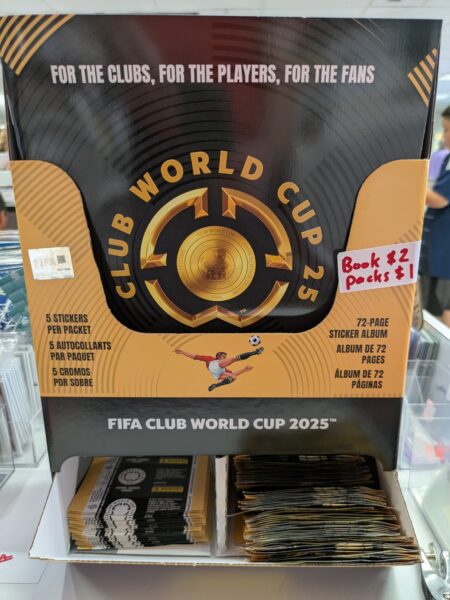 FOR THE CLUBS, FOR THE PLAYERS, FOR THE FANS
CLUB WORLD CUP 25
FIFA
Book $2
packs $1
5 STICKERS
PER PACKET
5 AUTOCOLLANTS
PAR PAQUET
5 CROMOS
POR SOBRE
72-PAGE
STICKER ALBUM
ALBUM DE 72
PAGES
ÁLBUM DE 72
PÁGINAS
FIFA CLUB WORLD CUP 2025™